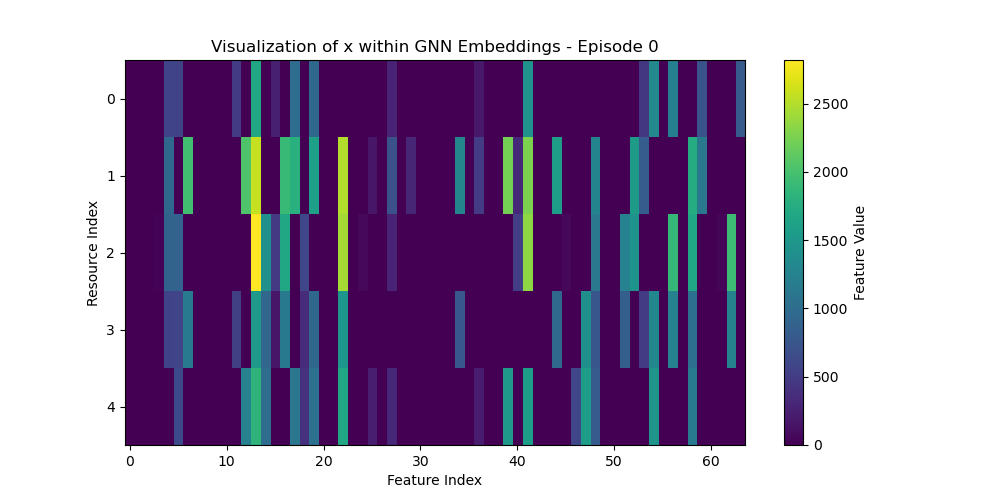 Visualization of x within GNN Embeddings - Episode 0
Resource Index
0
1
2
3
4
0 10 20 30 40 50 60
Feature Index
2500
2000
1500
1000
500
0
Feature Value